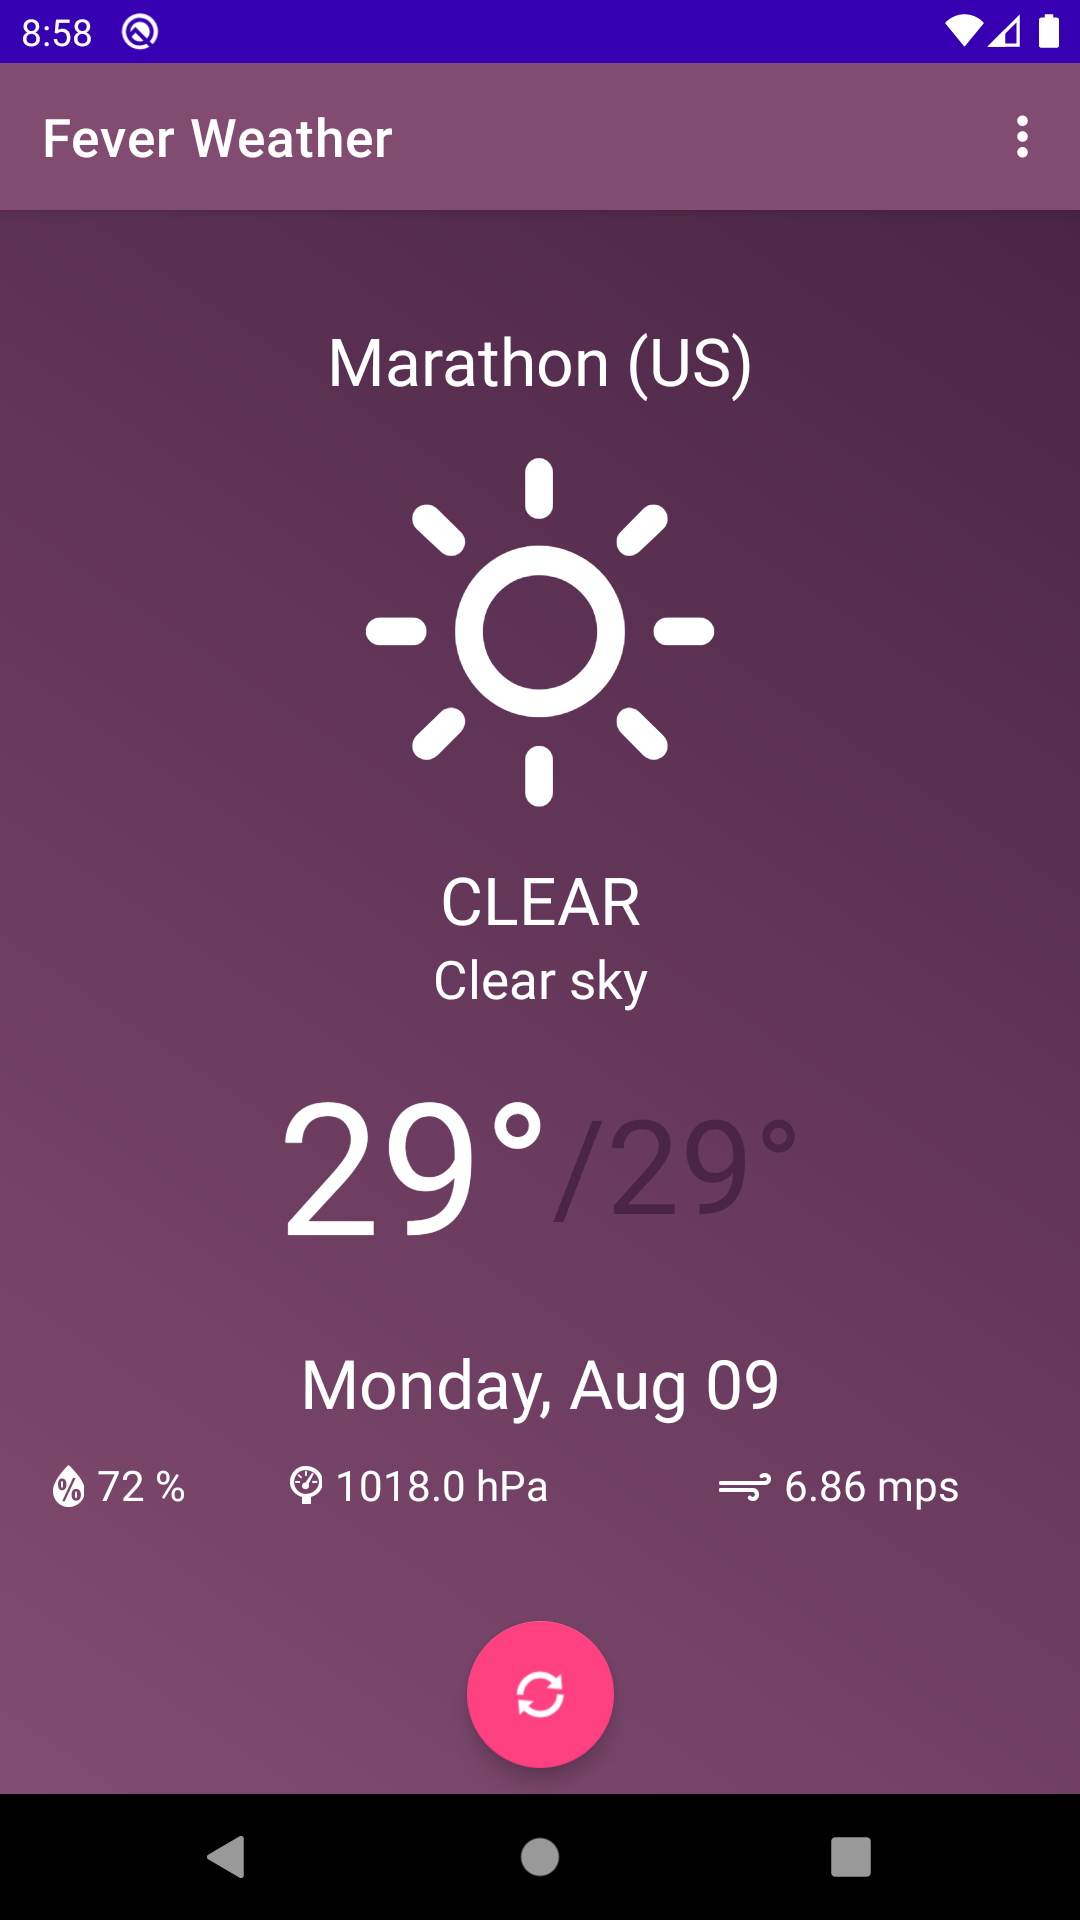 8:58
Fever Weather
Marathon (US)
CLEAR
Clear sky
29°/29°
Monday, Aug 09
72 % 1018.0 hPa 6.86 mps